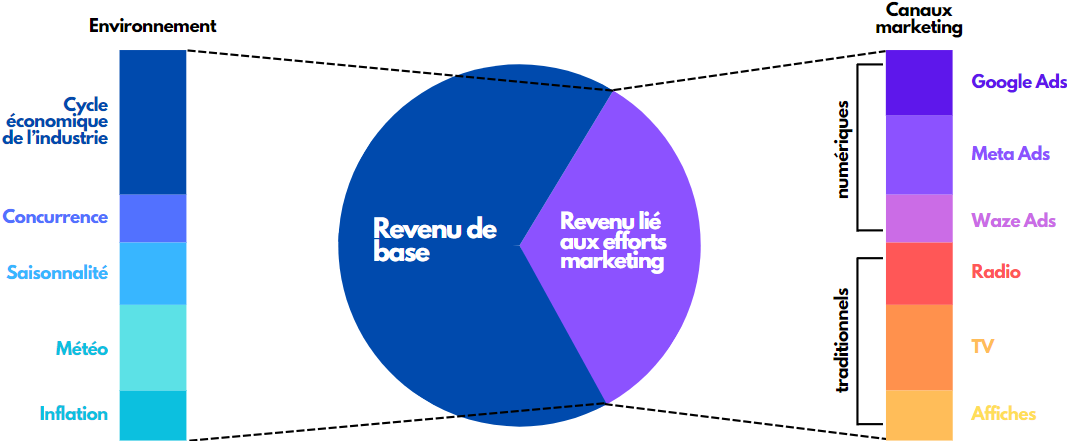 Environnement
Cycle
économique
de l'industrie
Concurrence
Saisonnalité
Météo
Inflation
Revenu de
base
Revenu lié
aux efforts
marketing
Canaux
marketing
numériques
traditionnels
Google Ads
Meta Ads
Waze Ads
Radio
TV
Affiches